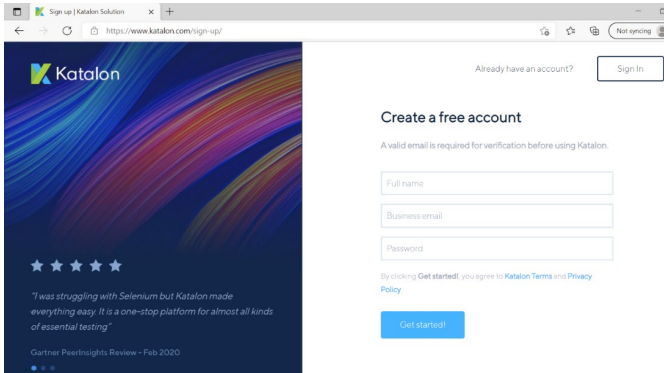 Sign up | Katalon Solution
https://www.katalon.com/sign-up/
Not syncing
Katalon
Already have an account?
Sign In
Create a free account
A valid email is required for verification before using Katalon.
Full name
Business email
Password
By clicking Get started!, you agree to Katalon Terms and Privacy
Policy
Get started!
"I was struggling with Selenium but Katalon made
everything easy. It is a one-stop platform for almost all kinds
of essential testing"
Gartner PeerInsights Review - Feb 2020